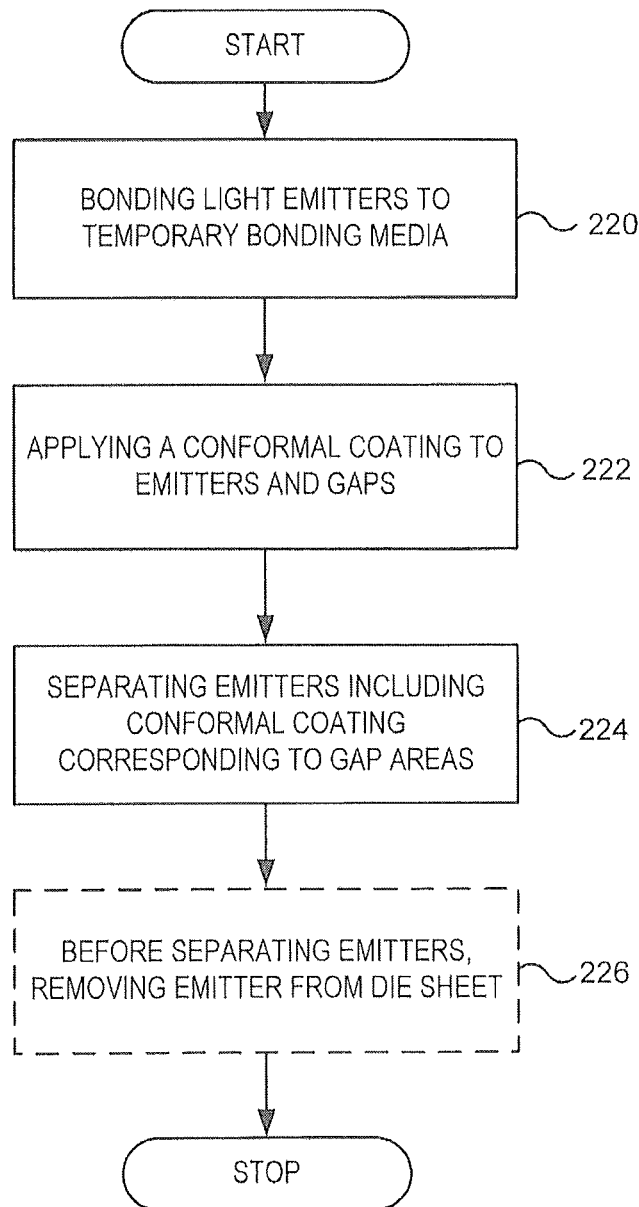 START
BONDING LIGHT EMITTERS TO
TEMPORARY BONDING MEDIA
220
APPLYING A CONFORMAL COATING TO
EMITTERS AND GAPS
222
SEPARATING EMITTERS INCLUDING
CONFORMAL COATING
CORRESPONDING TO GAP AREAS
224
BEFORE SEPARATING EMITTERS,
REMOVING EMITTER FROM DIE SHEET
226
STOP